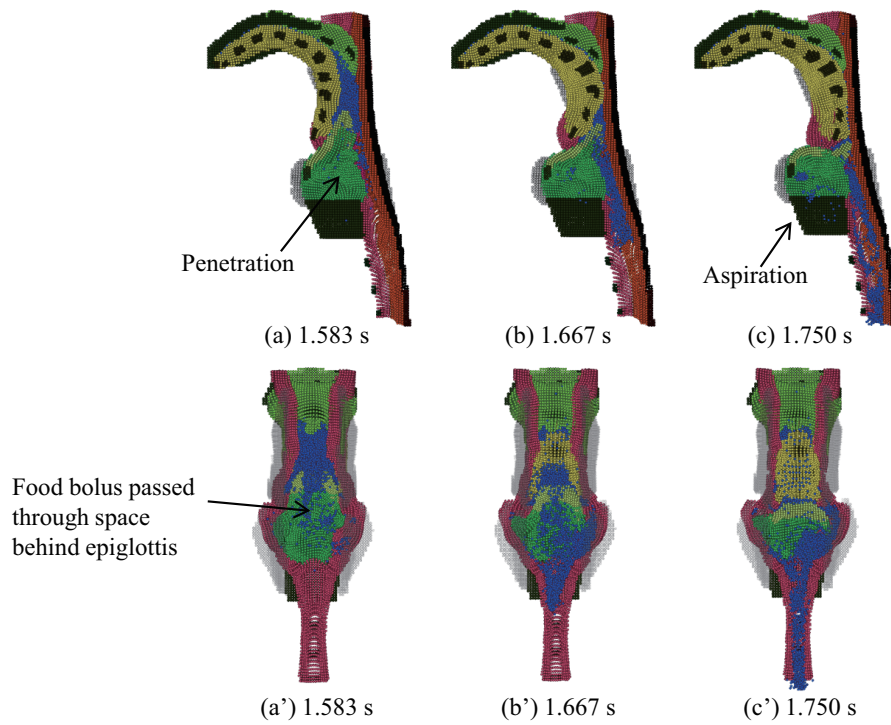 Penetration
Aspiration
(a) 1.583 s
(b) 1.667 s
(c) 1.750 s
Food bolus passed
through space
behind epiglottis
(a’) 1.583 s
(b’) 1.667 s
(c’) 1.750 s